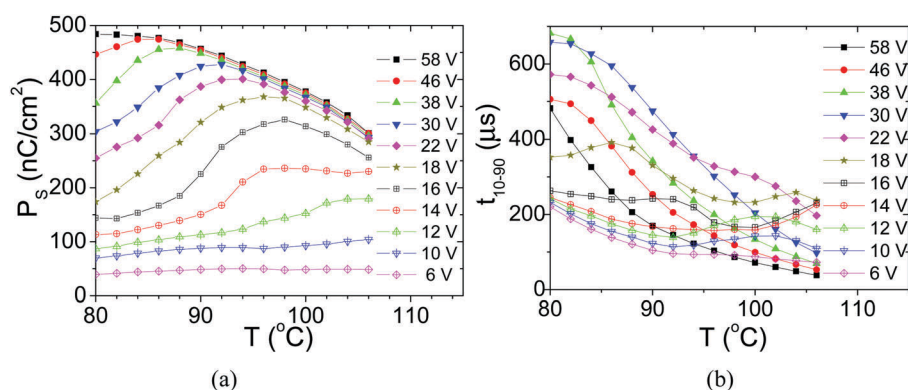 500
400
300
200
100
50
0
P_S (nC/cm²)
80 90 100 110
T (°C)
58 V
46 V
38 V
30 V
22 V
18 V
16 V
14 V
12 V
10 V
6 V
(a)
600
400
200
0
t₁₀₋₉₀ (µs)
80 90 100 110
T (°C)
58 V
46 V
38 V
30 V
22 V
18 V
16 V
14 V
12 V
10 V
6 V
(b)